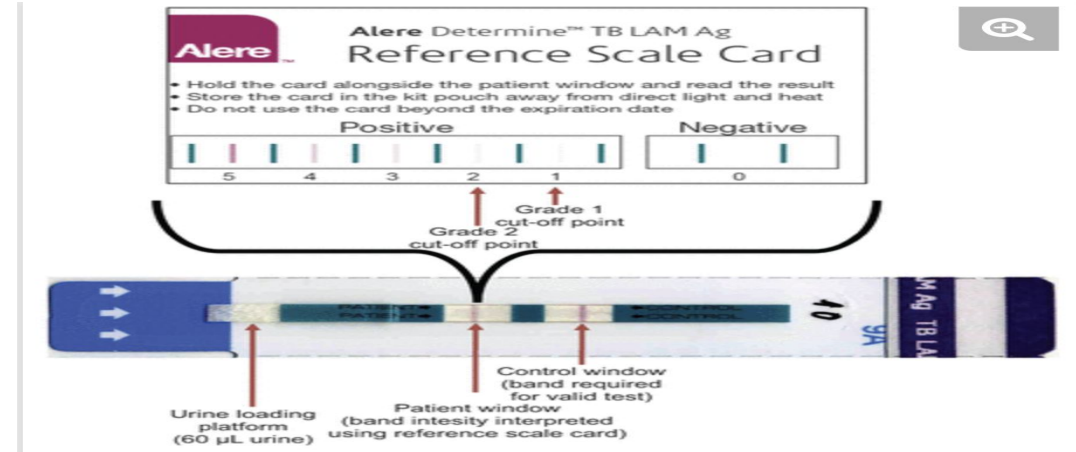 Alere™
Alere Determine™ TB LAM Ag
Reference Scale Card
• Hold the card alongside the patient window and read the result
• Store the card in the kit pouch away from direct light and heat
• Do not use the card beyond the expiration date
Positive
Negative
5 4 3 2 1
0
Grade 1
cut-off point
Grade 2
cut-off point
PATIENT
PATIENT
CONTROL
CONTROL
40
9A
M Ag TB LA
Control window
(band required
for valid test)
Patient window
(band intesity interpreted
using reference scale card)
Urine loading
platform
(60 µL urine)